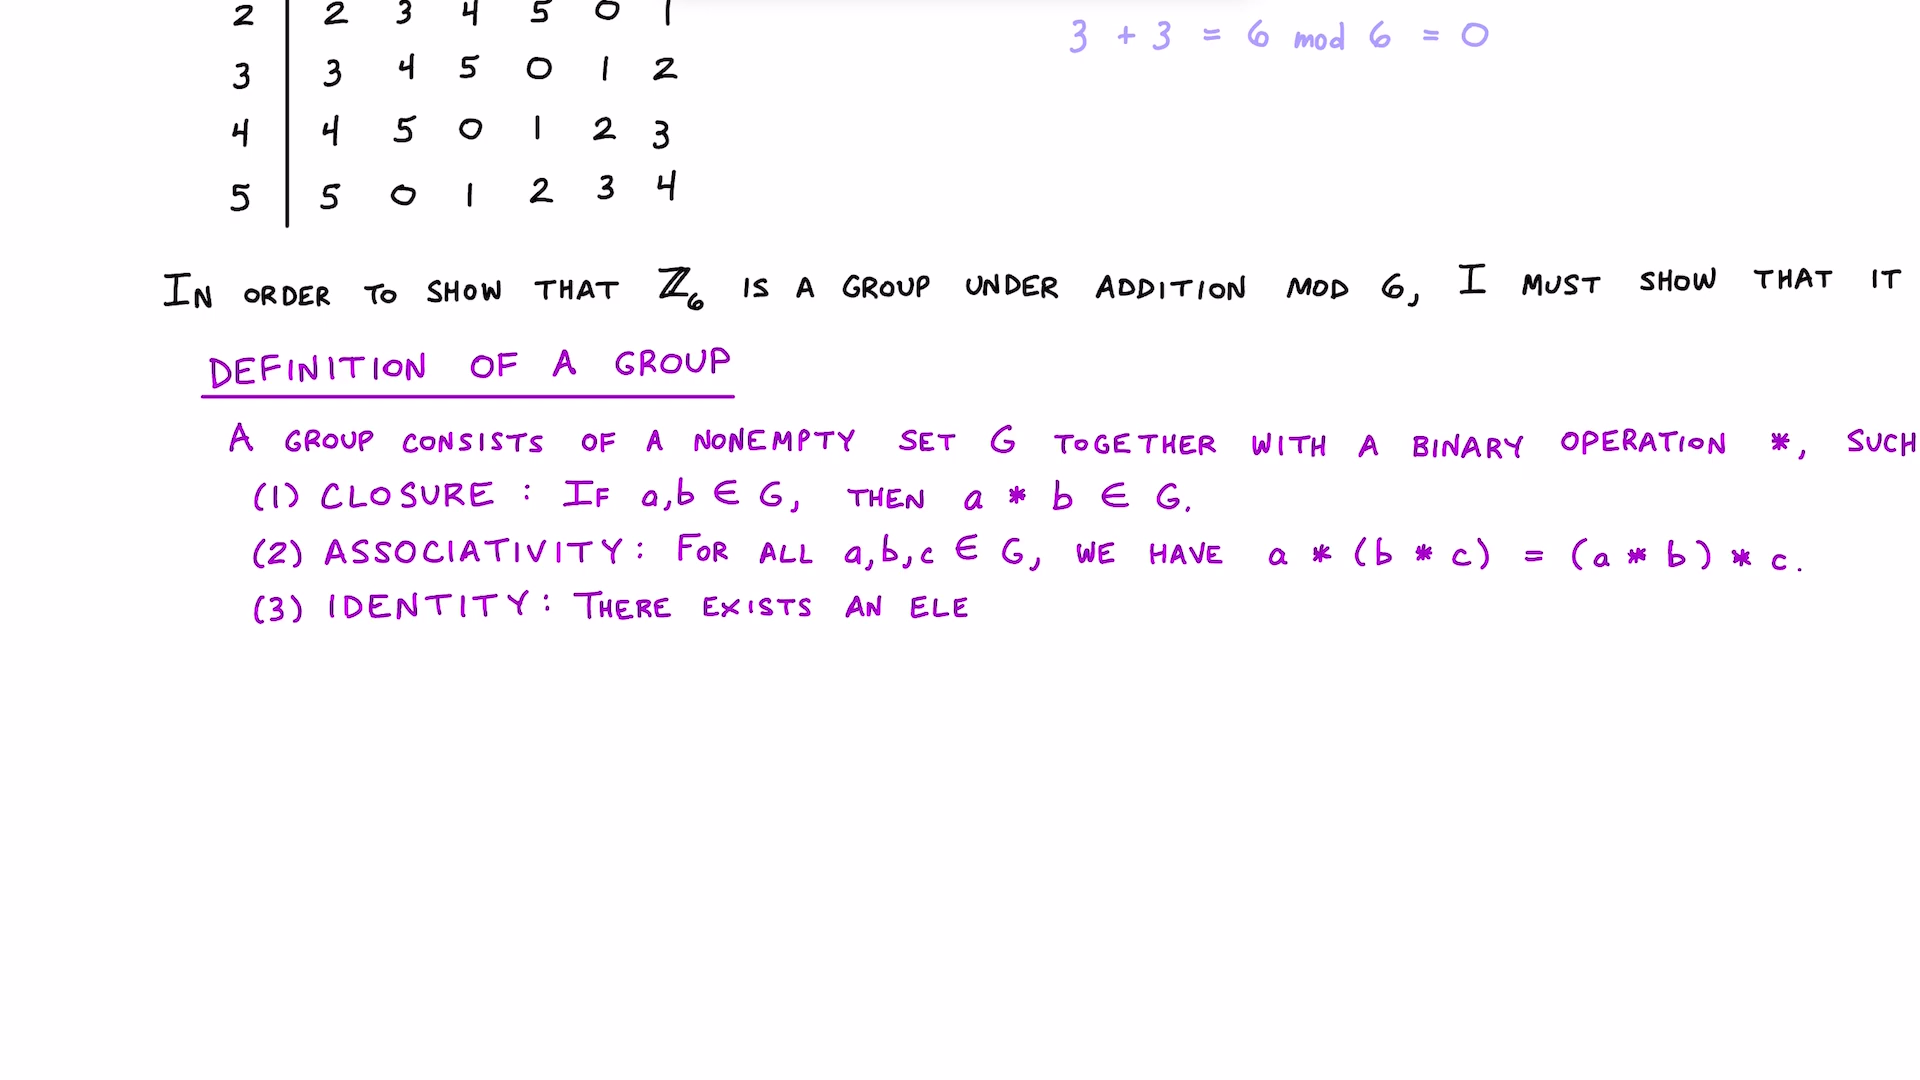 2 | 2 3 4 5 0 1
3 + 3 = 6 mod 6 = 0
3 | 3 4 5 0 1 2
4 | 4 5 0 1 2 3
5 | 5 0 1 2 3 4
IN ORDER TO SHOW THAT ℤ₆ IS A GROUP UNDER ADDITION MOD 6, I MUST SHOW THAT IT
DEFINITION OF A GROUP
A GROUP CONSISTS OF A NONEMPTY SET G TOGETHER WITH A BINARY OPERATION *, SUCH
(1) CLOSURE : IF a,b ∈ G, THEN a * b ∈ G.
(2) ASSOCIATIVITY: FOR ALL a,b,c ∈ G, WE HAVE a * (b * c) = (a * b) * c.
(3) IDENTITY: THERE EXISTS AN ELE